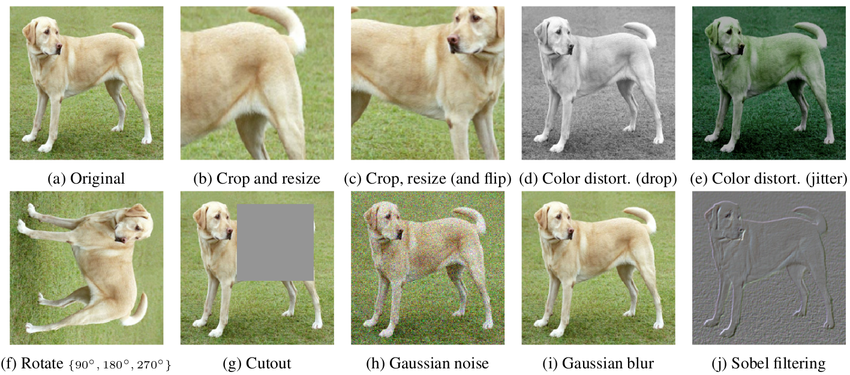 (a) Original
(b) Crop and resize
(c) Crop, resize (and flip)
(d) Color distort. (drop)
(e) Color distort. (jitter)
(f) Rotate {90°, 180°, 270°}
(g) Cutout
(h) Gaussian noise
(i) Gaussian blur
(j) Sobel filtering